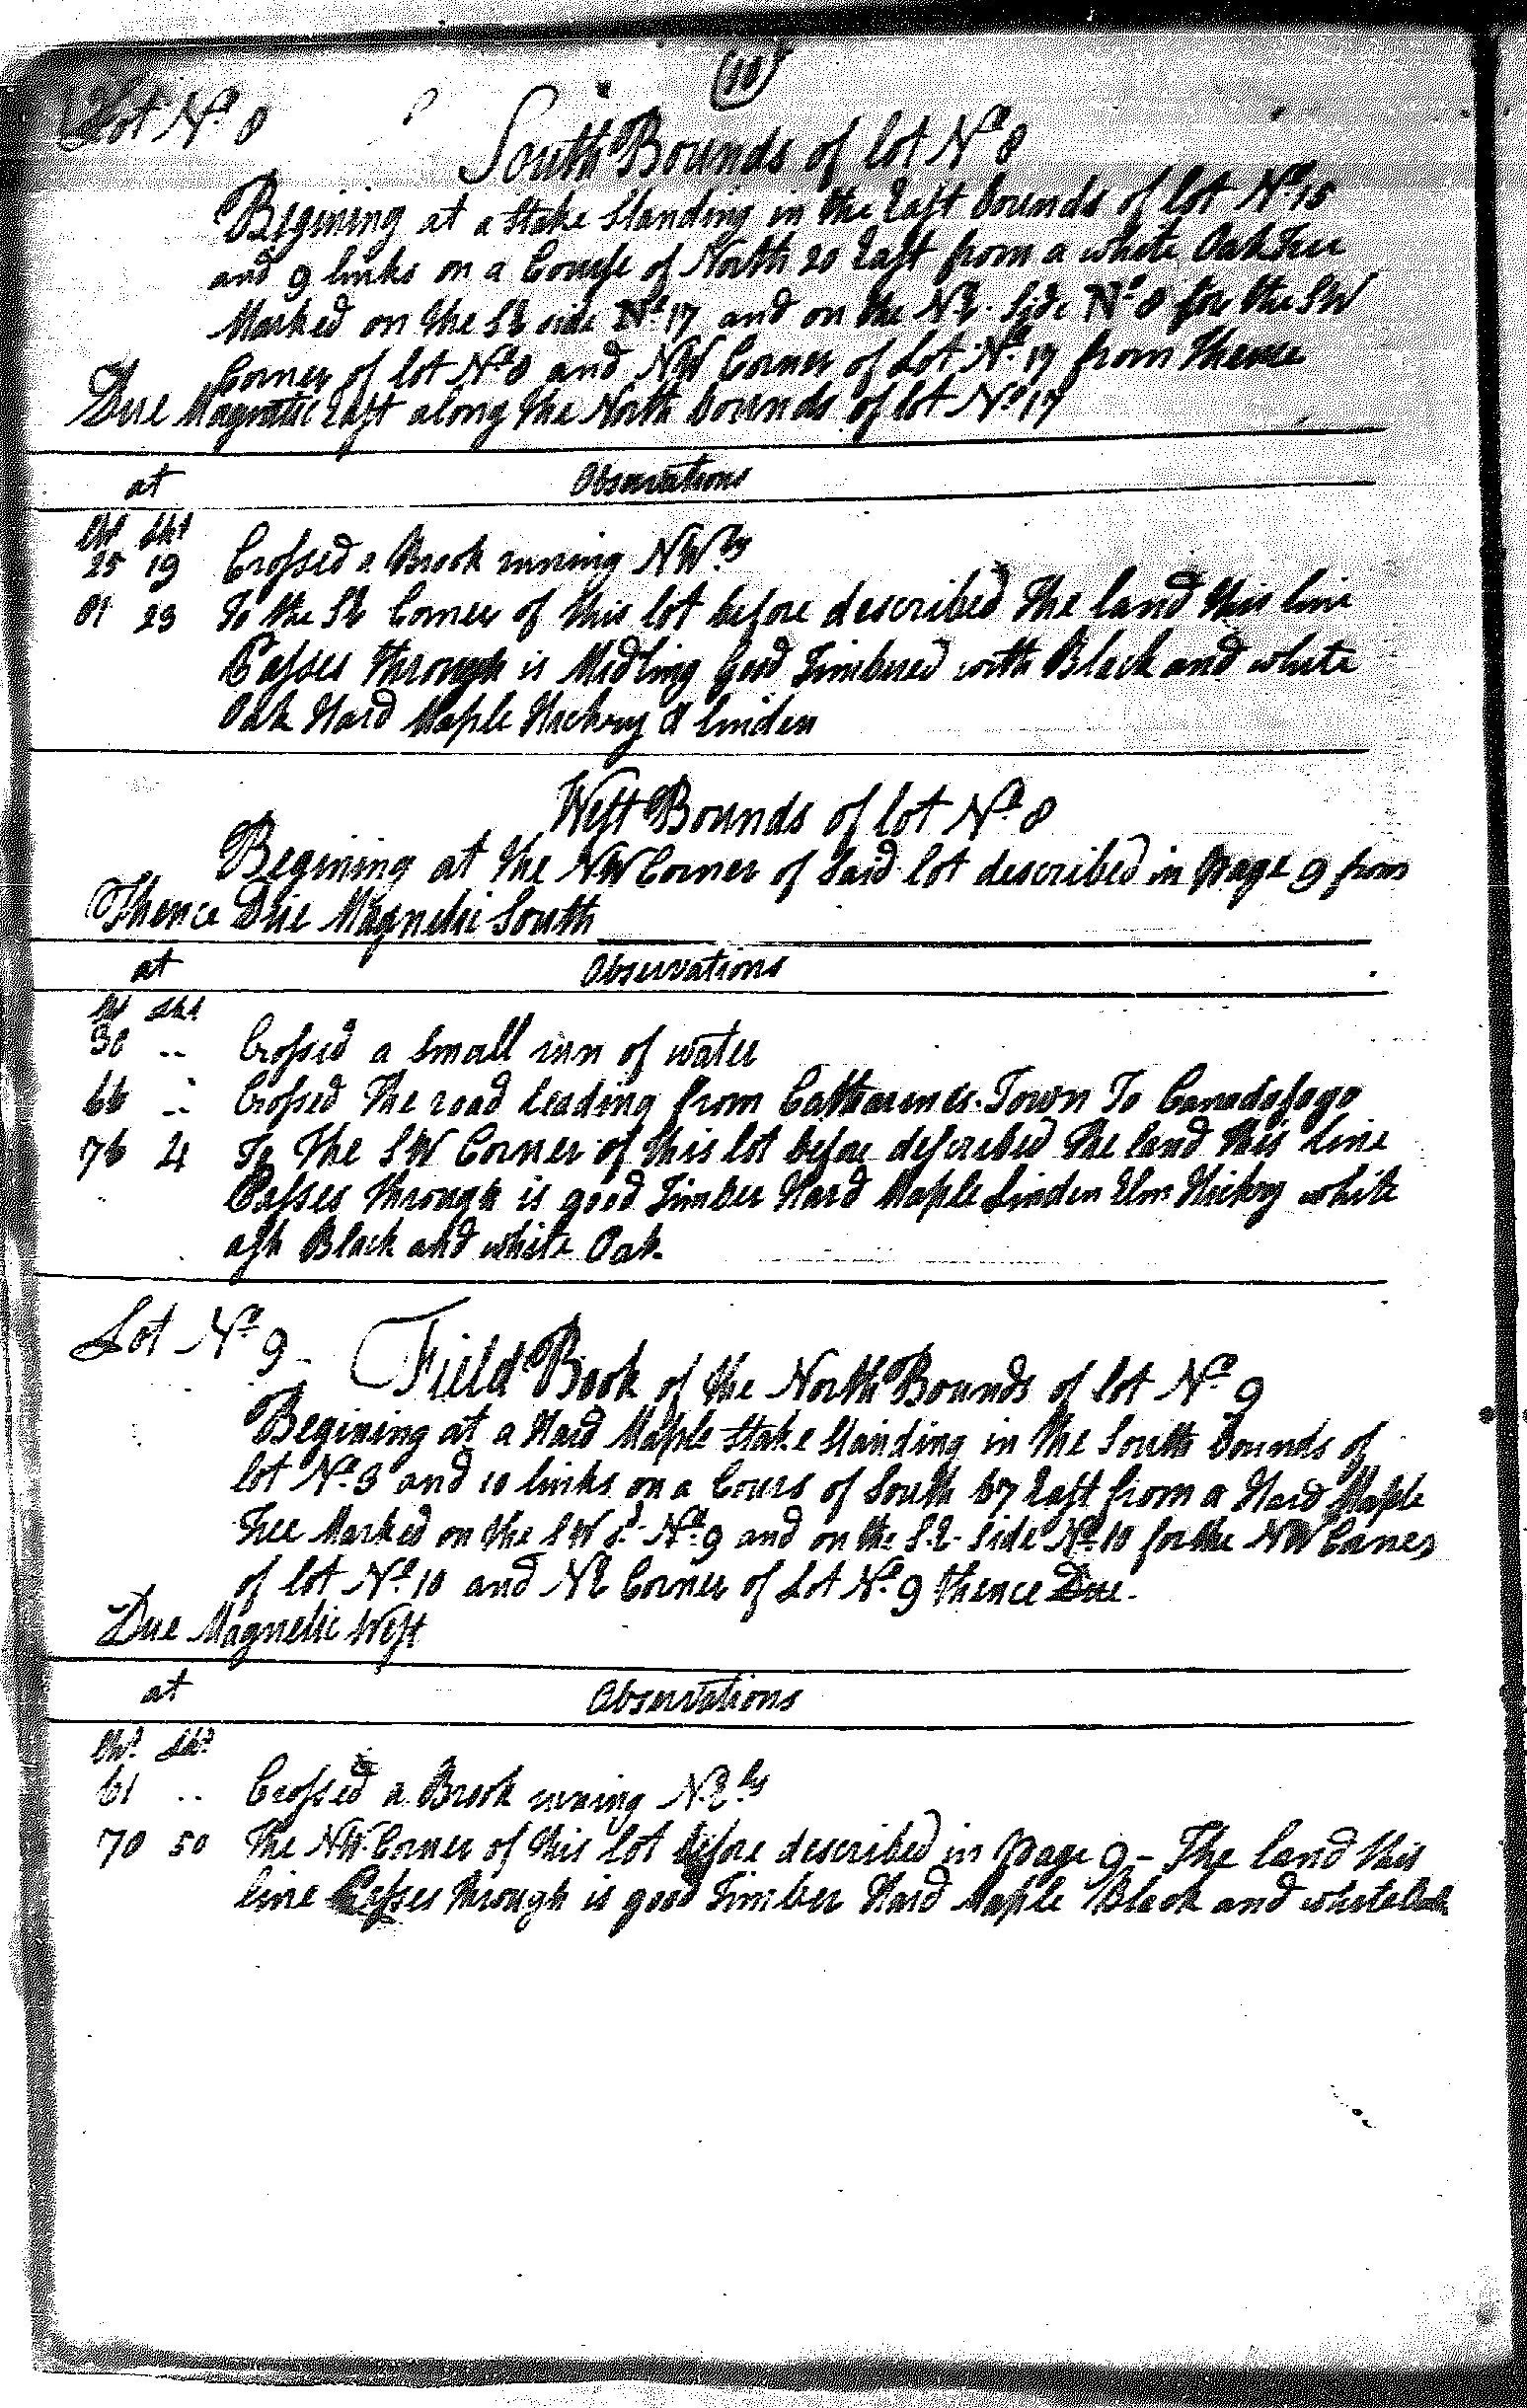 (10)
Lot No. 8
South Bounds of lot No. 8
Begining at a stake Standing in the East bounds of lot No. 15
and 9 links on a Course of North 20 East from a white Oak Tree
Marked on the SE side No. 17 and on the N.E. Side No. 8 for the SW
Corner of lot No. 8 and NW Corner of Lot No. 17 from Thence
Due Magnetic East along the North bounds of lot No. 17
at Observations
Chs Lks
25 19 Crossed a Brook runing NWly
81 23 To the SE Corner of this lot before described The land this line
Passes through is Midling Good Timbered with Black and white
Oak Hard Maple Hickory & Linden
West Bounds of lot No. 8
Begining at the NW Corner of Said lot described in Page 9 from
Thence Due Magnetic South
at Observations
Chs Lks
38 .. Crossed a Small run of water
66 .. Crossed The road leading from Catharines Town To Canadasago
76 4 To The SW Corner of this lot before described The land this line
Passes through is good Timber Hard Maple Linden Elm Hickory white
ash Black and white Oak
Lot No. 9
Field Book of the North Bounds of lot No. 9
Begining at a Hard Maple Stake Standing in the South bounds of
lot No. 3 and 10 links on a Cours of South 67 East from a Hard Maple
Tree Marked on the SW S. No. 9 and on the S.E. Side No. 10 for the NW Corner
of lot No. 10 and NE Corner of Lot No. 9 thence Due
Due Magnetic West
at Observations
Chs Lks
61 .. Crossed a Brook runing N.Ely
70 50 The NW Corner of this lot before described in Page 9 - The land this
line Passes through is good Timber Hard Maple Black and white Oak